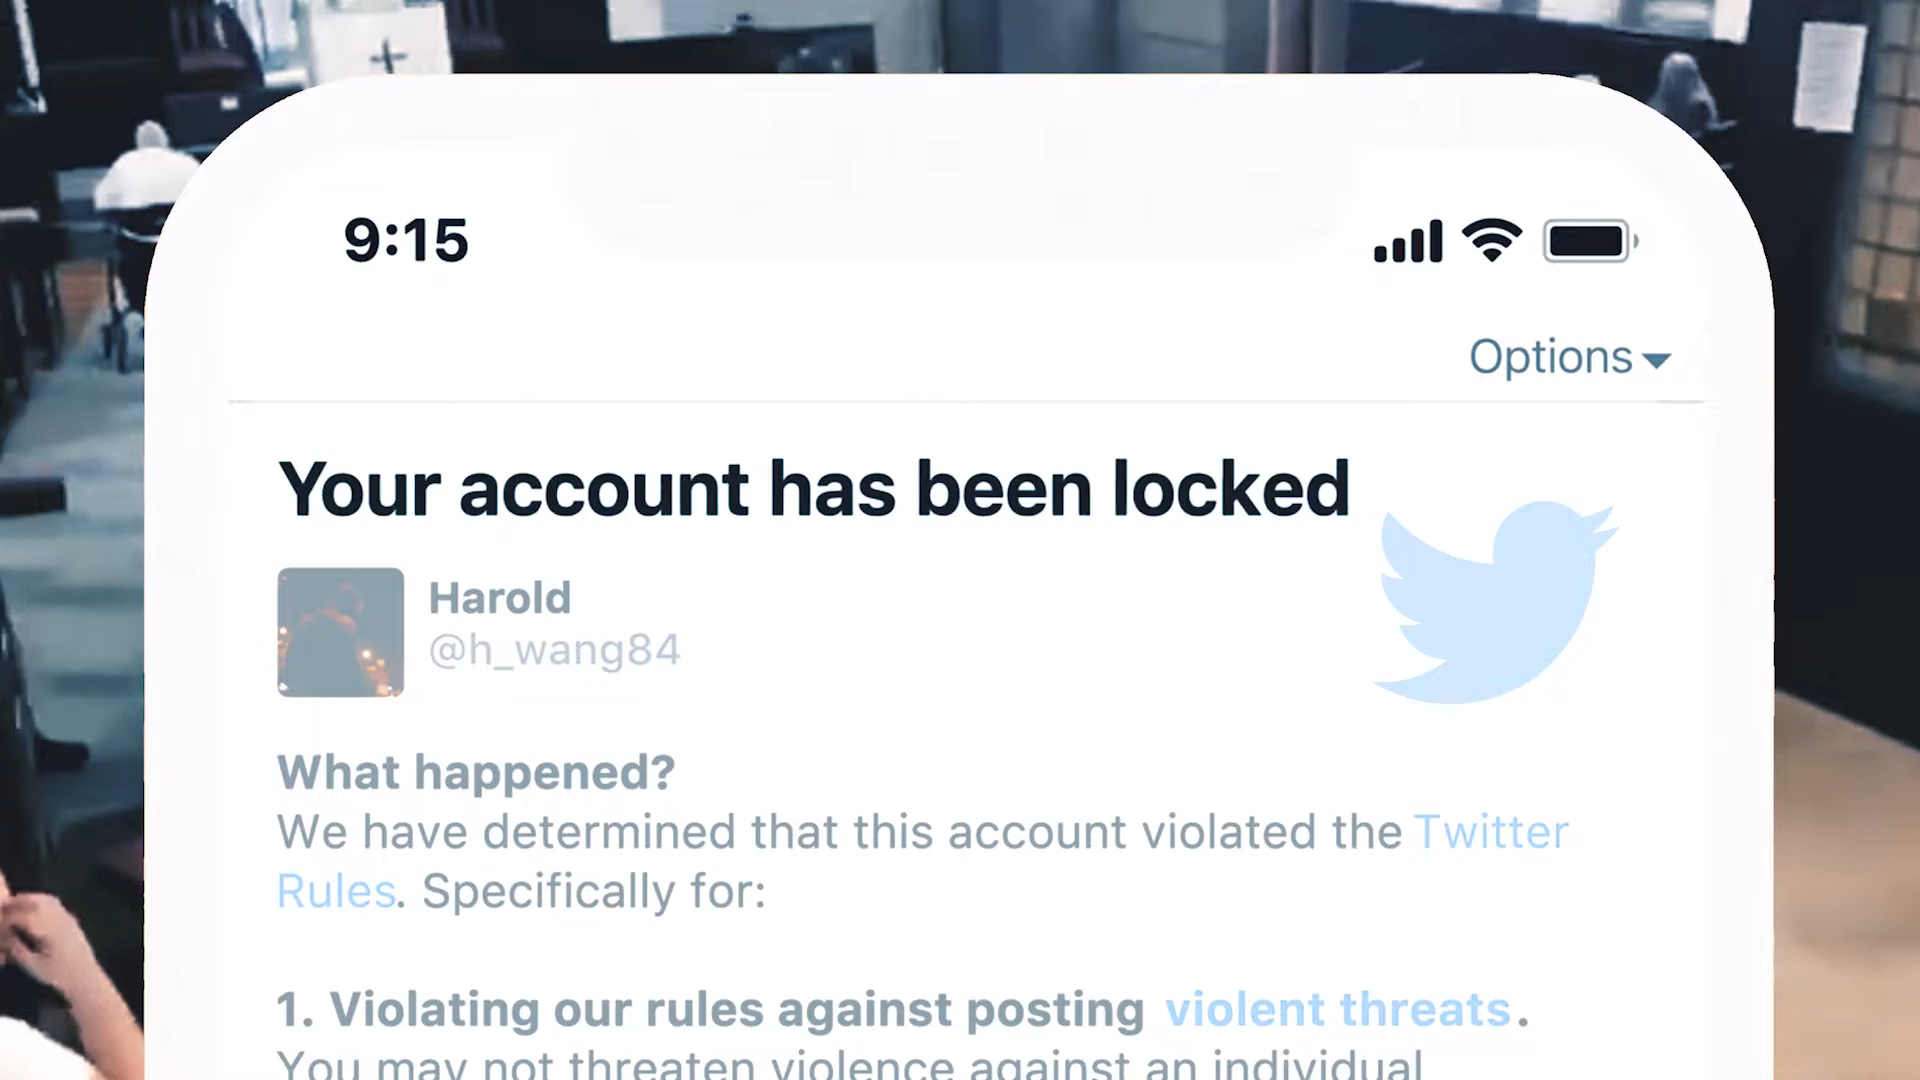 9:15
Options
Your account has been locked
Harold
@h_wang84
What happened?
We have determined that this account violated the Twitter
Rules. Specifically for:
1. Violating our rules against posting violent threats.
You may not threaten violence against an individual